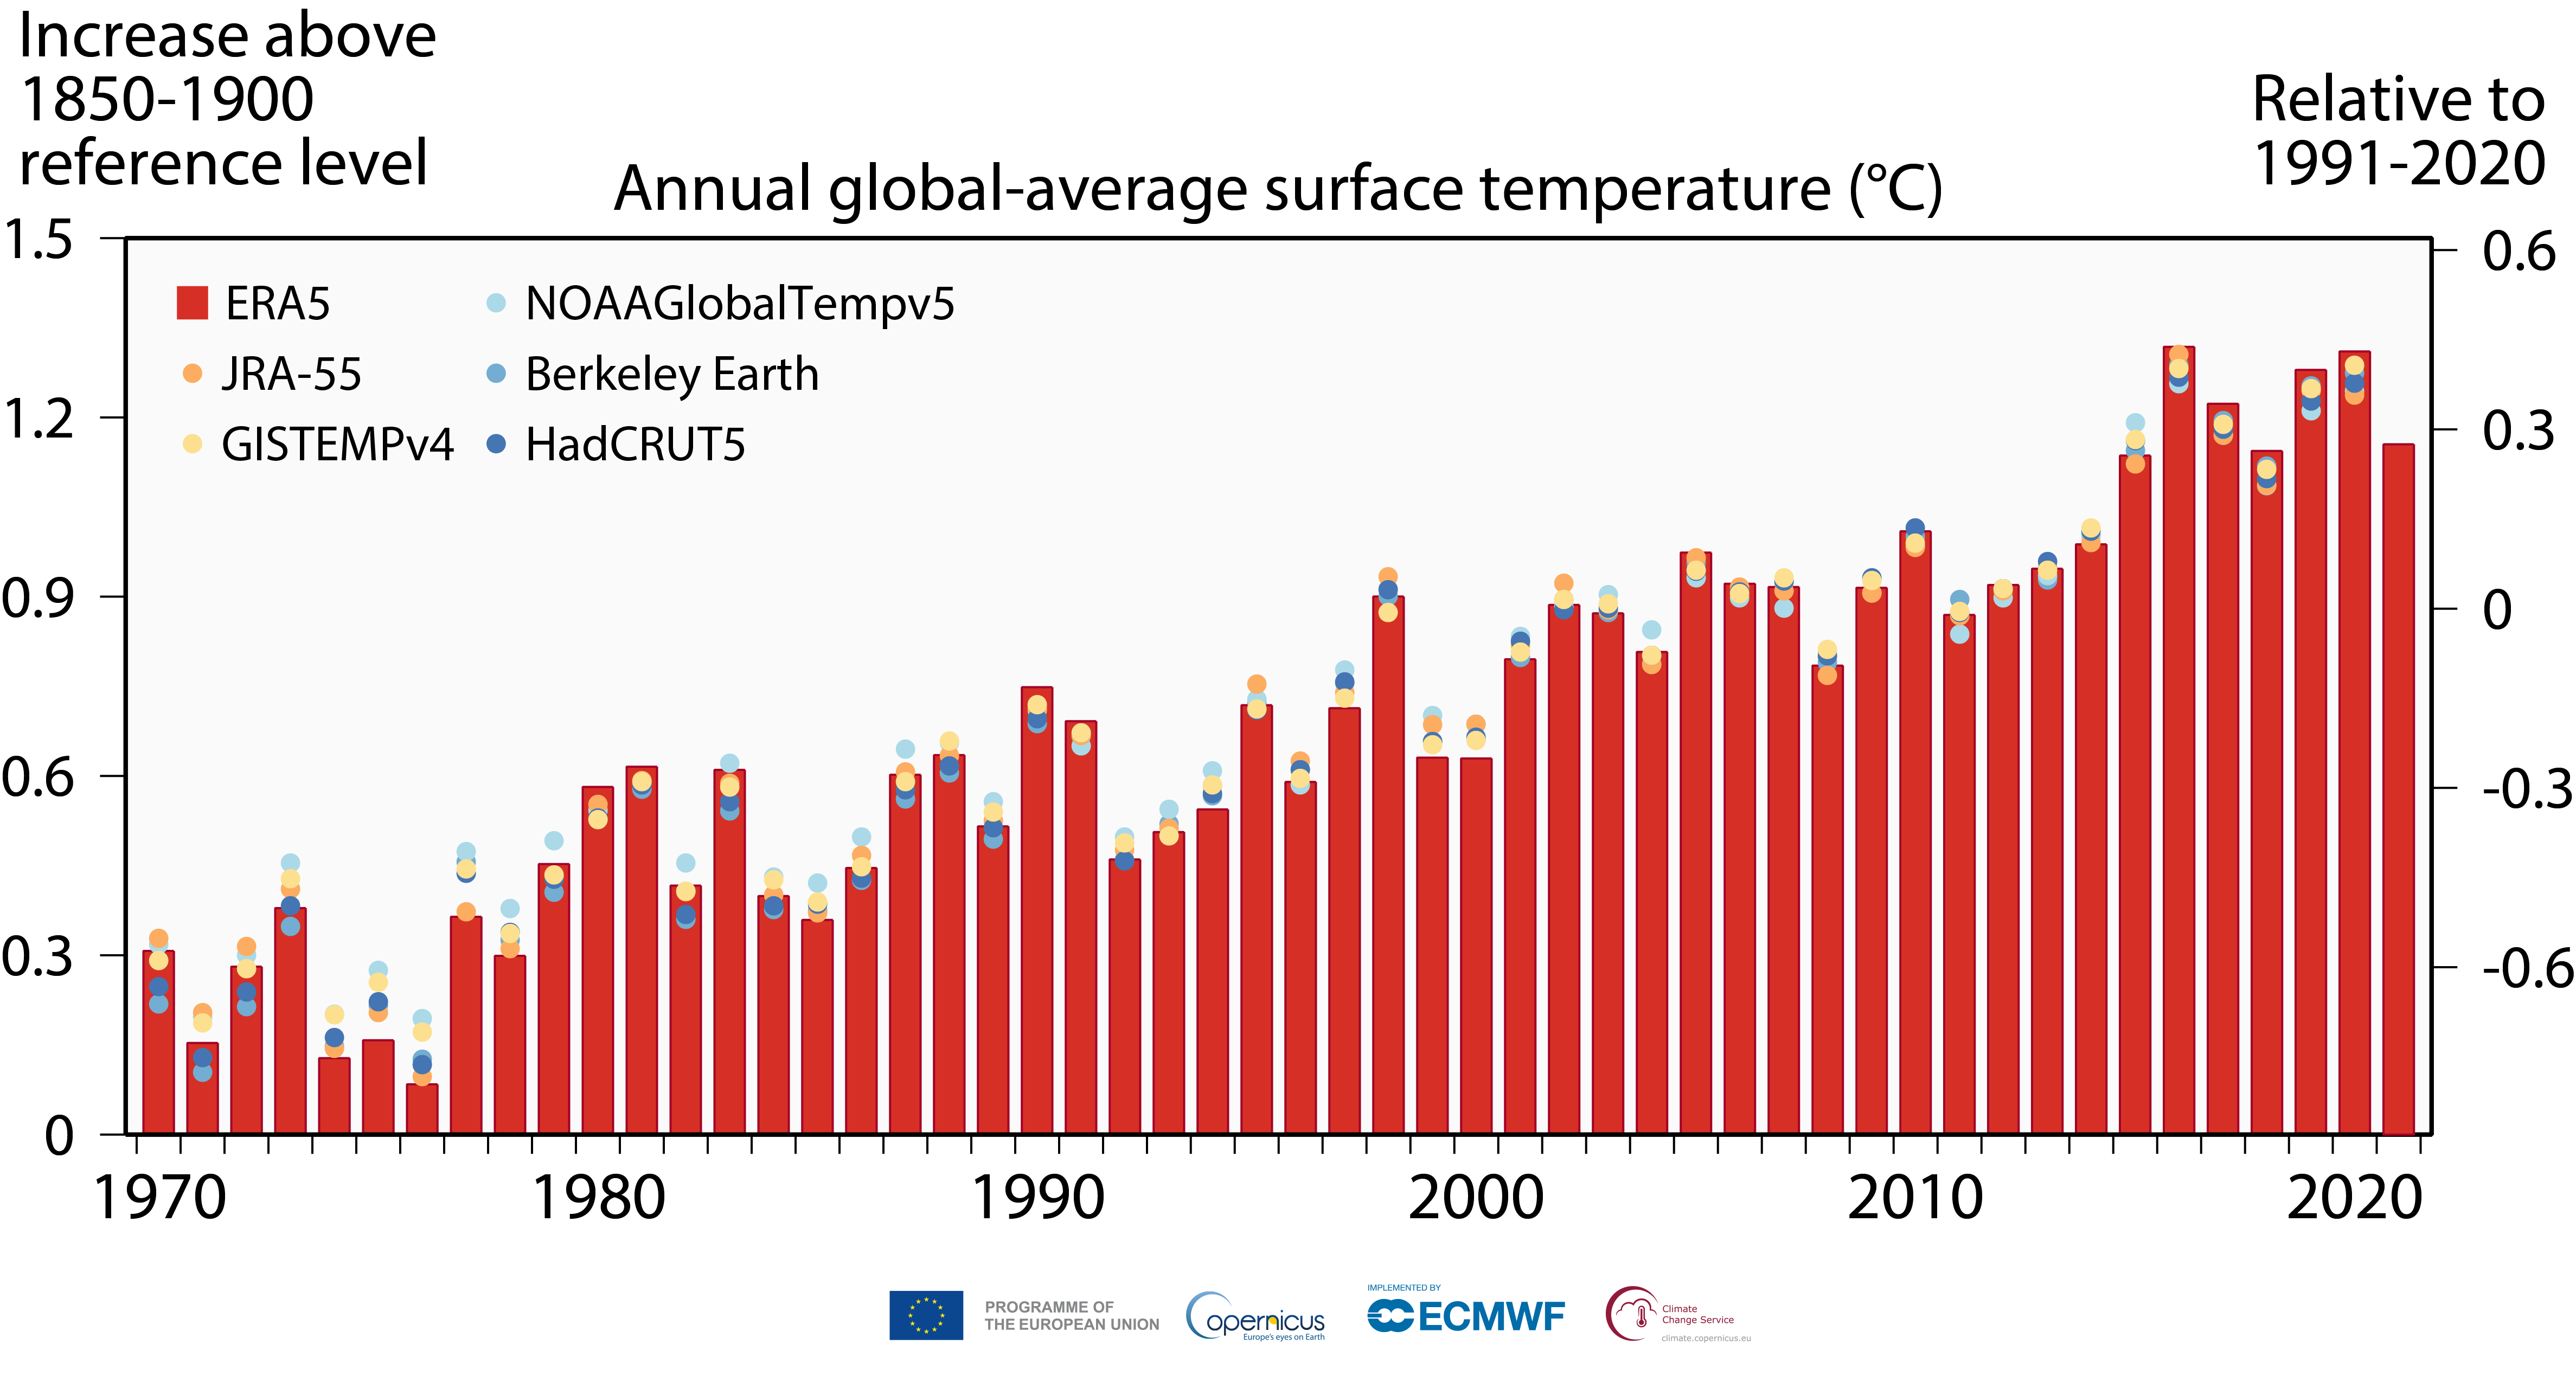 Increase above
1850-1900
reference level
Relative to
1991-2020
Annual global-average surface temperature (°C)
1.5
1.2
0.9
0.6
0.3
0
0.6
0.3
0
-0.3
-0.6
ERA5
NOAAGlobalTempv5
JRA-55
Berkeley Earth
GISTEMPv4
HadCRUT5
1970
1980
1990
2000
2010
2020
PROGRAMME OF
THE EUROPEAN UNION
opernicus
Europe's eyes on Earth
IMPLEMENTED BY
ECMWF
Climate
Change Service
climate.copernicus.eu